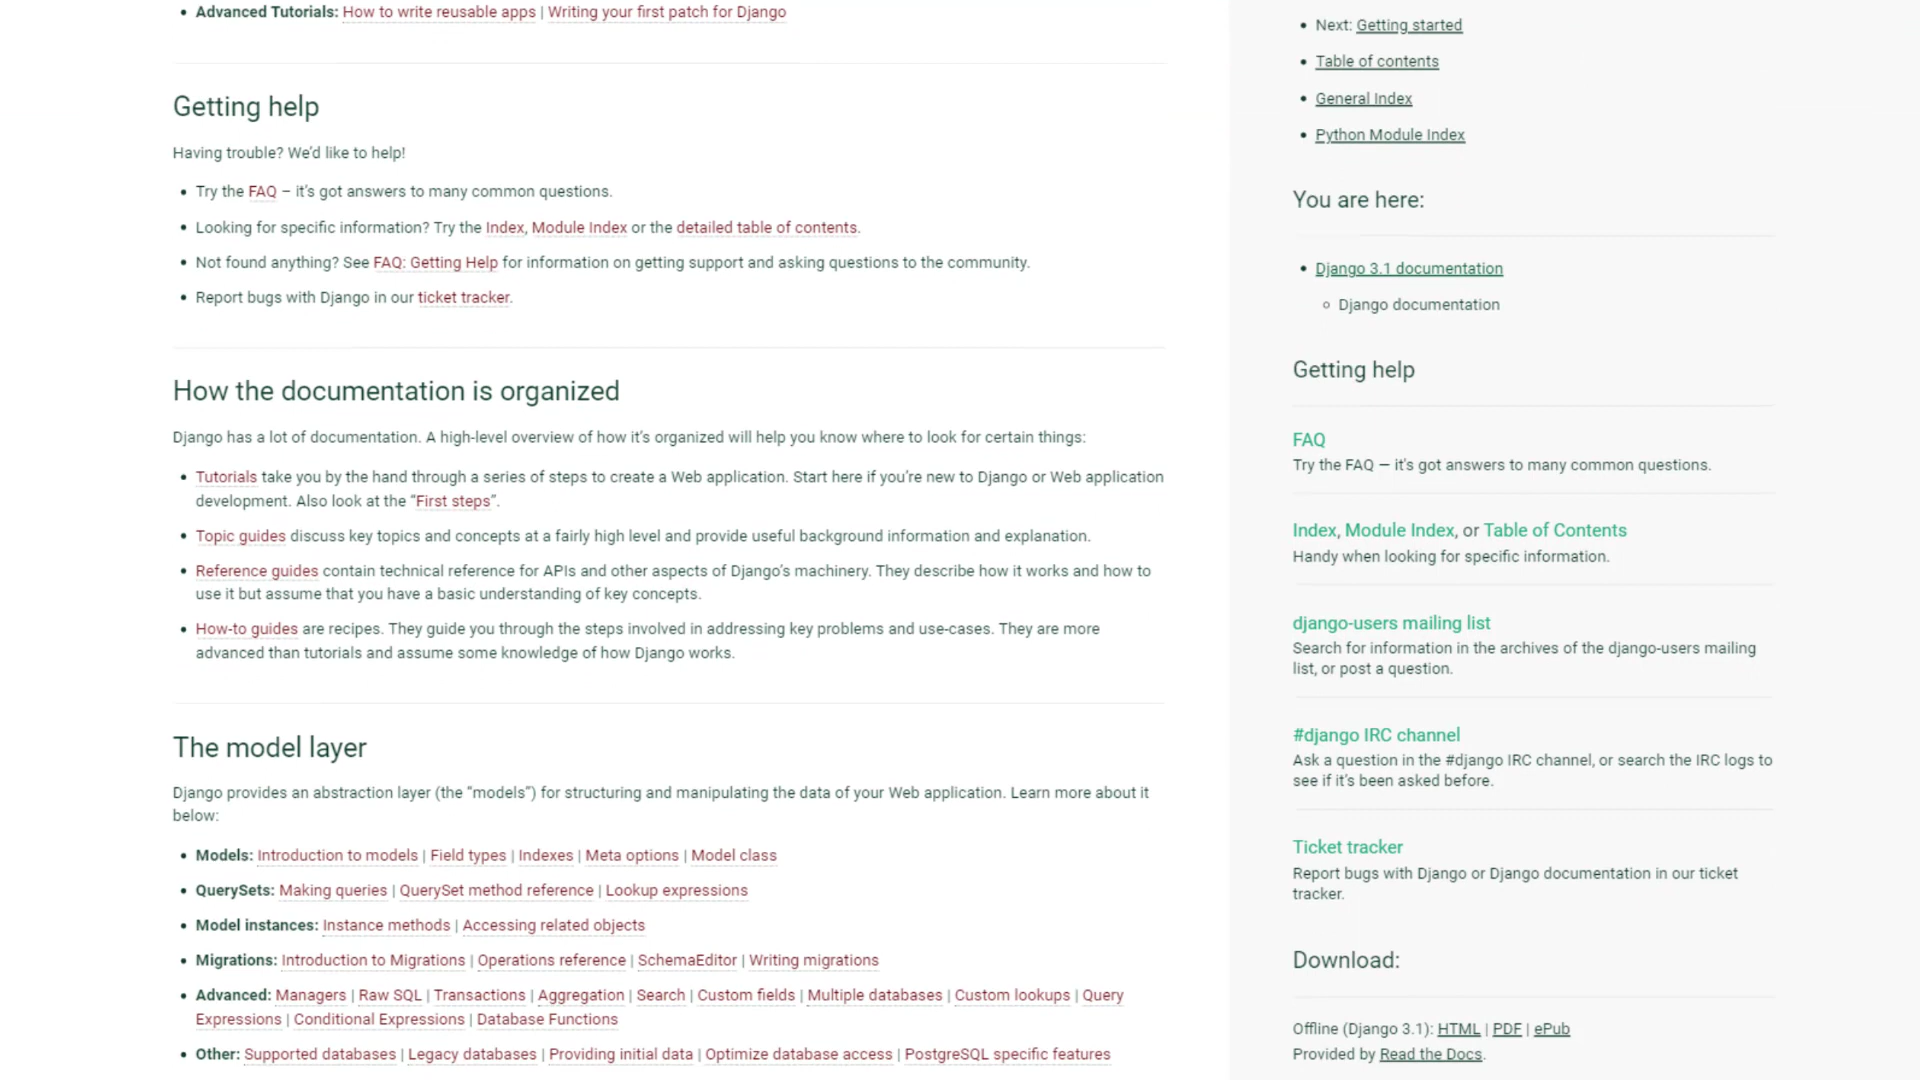 Advanced Tutorials: How to write reusable apps | Writing your first patch for Django
Getting help
Having trouble? We'd like to help!
Try the FAQ – it's got answers to many common questions.
Looking for specific information? Try the Index, Module Index or the detailed table of contents.
Not found anything? See FAQ: Getting Help for information on getting support and asking questions to the community.
Report bugs with Django in our ticket tracker.
How the documentation is organized
Django has a lot of documentation. A high-level overview of how it's organized will help you know where to look for certain things:
Tutorials take you by the hand through a series of steps to create a Web application. Start here if you're new to Django or Web application
development. Also look at the “First steps”.
Topic guides discuss key topics and concepts at a fairly high level and provide useful background information and explanation.
Reference guides contain technical reference for APIs and other aspects of Django's machinery. They describe how it works and how to
use it but assume that you have a basic understanding of key concepts.
How-to guides are recipes. They guide you through the steps involved in addressing key problems and use-cases. They are more
advanced than tutorials and assume some knowledge of how Django works.
The model layer
Django provides an abstraction layer (the “models”) for structuring and manipulating the data of your Web application. Learn more about it
below:
Models: Introduction to models | Field types | Indexes | Meta options | Model class
QuerySets: Making queries | QuerySet method reference | Lookup expressions
Model instances: Instance methods | Accessing related objects
Migrations: Introduction to Migrations | Operations reference | SchemaEditor | Writing migrations
Advanced: Managers | Raw SQL | Transactions | Aggregation | Search | Custom fields | Multiple databases | Custom lookups | Query
Expressions | Conditional Expressions | Database Functions
Other: Supported databases | Legacy databases | Providing initial data | Optimize database access | PostgreSQL specific features
Next: Getting started
Table of contents
General Index
Python Module Index
You are here:
Django 3.1 documentation
Django documentation
Getting help
FAQ
Try the FAQ — it's got answers to many common questions.
Index, Module Index, or Table of Contents
Handy when looking for specific information.
django-users mailing list
Search for information in the archives of the django-users mailing
list, or post a question.
#django IRC channel
Ask a question in the #django IRC channel, or search the IRC logs to
see if it's been asked before.
Ticket tracker
Report bugs with Django or Django documentation in our ticket
tracker.
Download:
Offline (Django 3.1): HTML | PDF | ePub
Provided by Read the Docs.